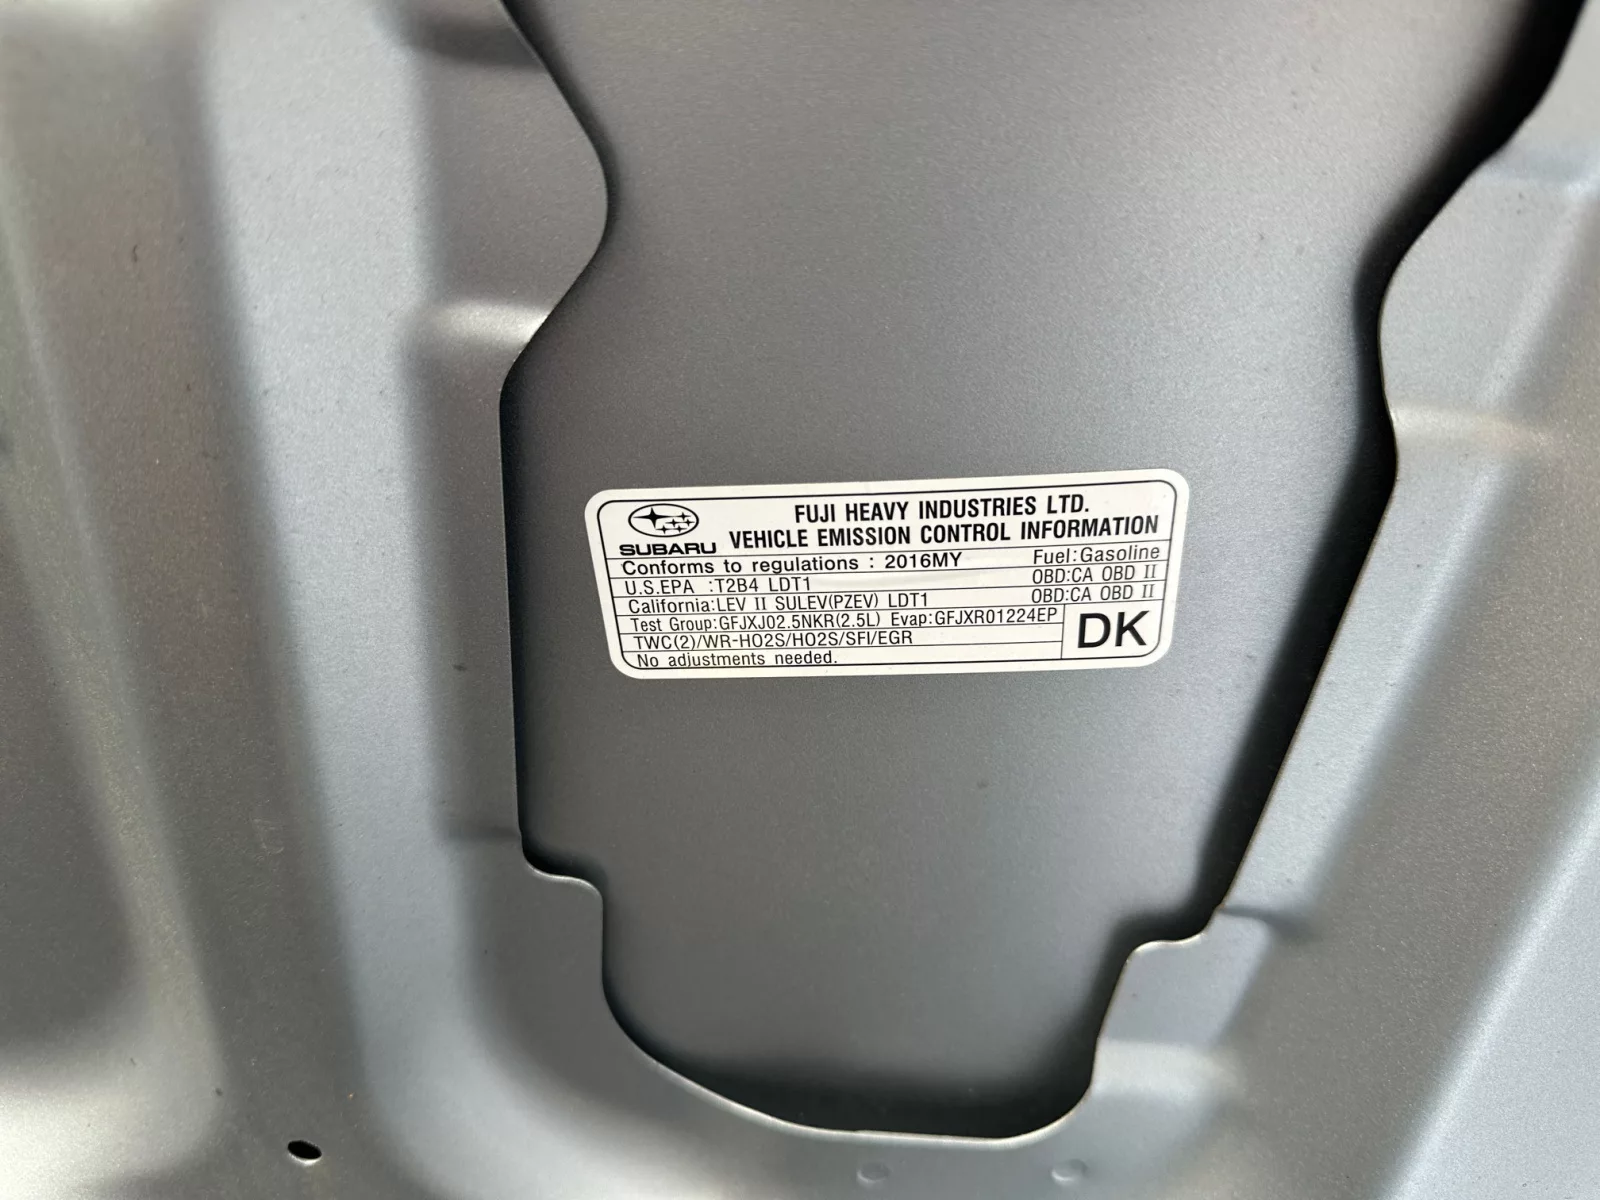 SUBARU
FUJI HEAVY INDUSTRIES LTD.
VEHICLE EMISSION CONTROL INFORMATION
Conforms to regulations : 2016MY Fuel:Gasoline
U.S.EPA :T2B4 LDT1 OBD:CA OBD II
California:LEV II SULEV(PZEV) LDT1 OBD:CA OBD II
Test Group:GFJXJ02.5NKR(2.5L) Evap:GFJXR01224EP
TWC(2)/WR-HO2S/HO2S/SFI/EGR
No adjustments needed.
DK